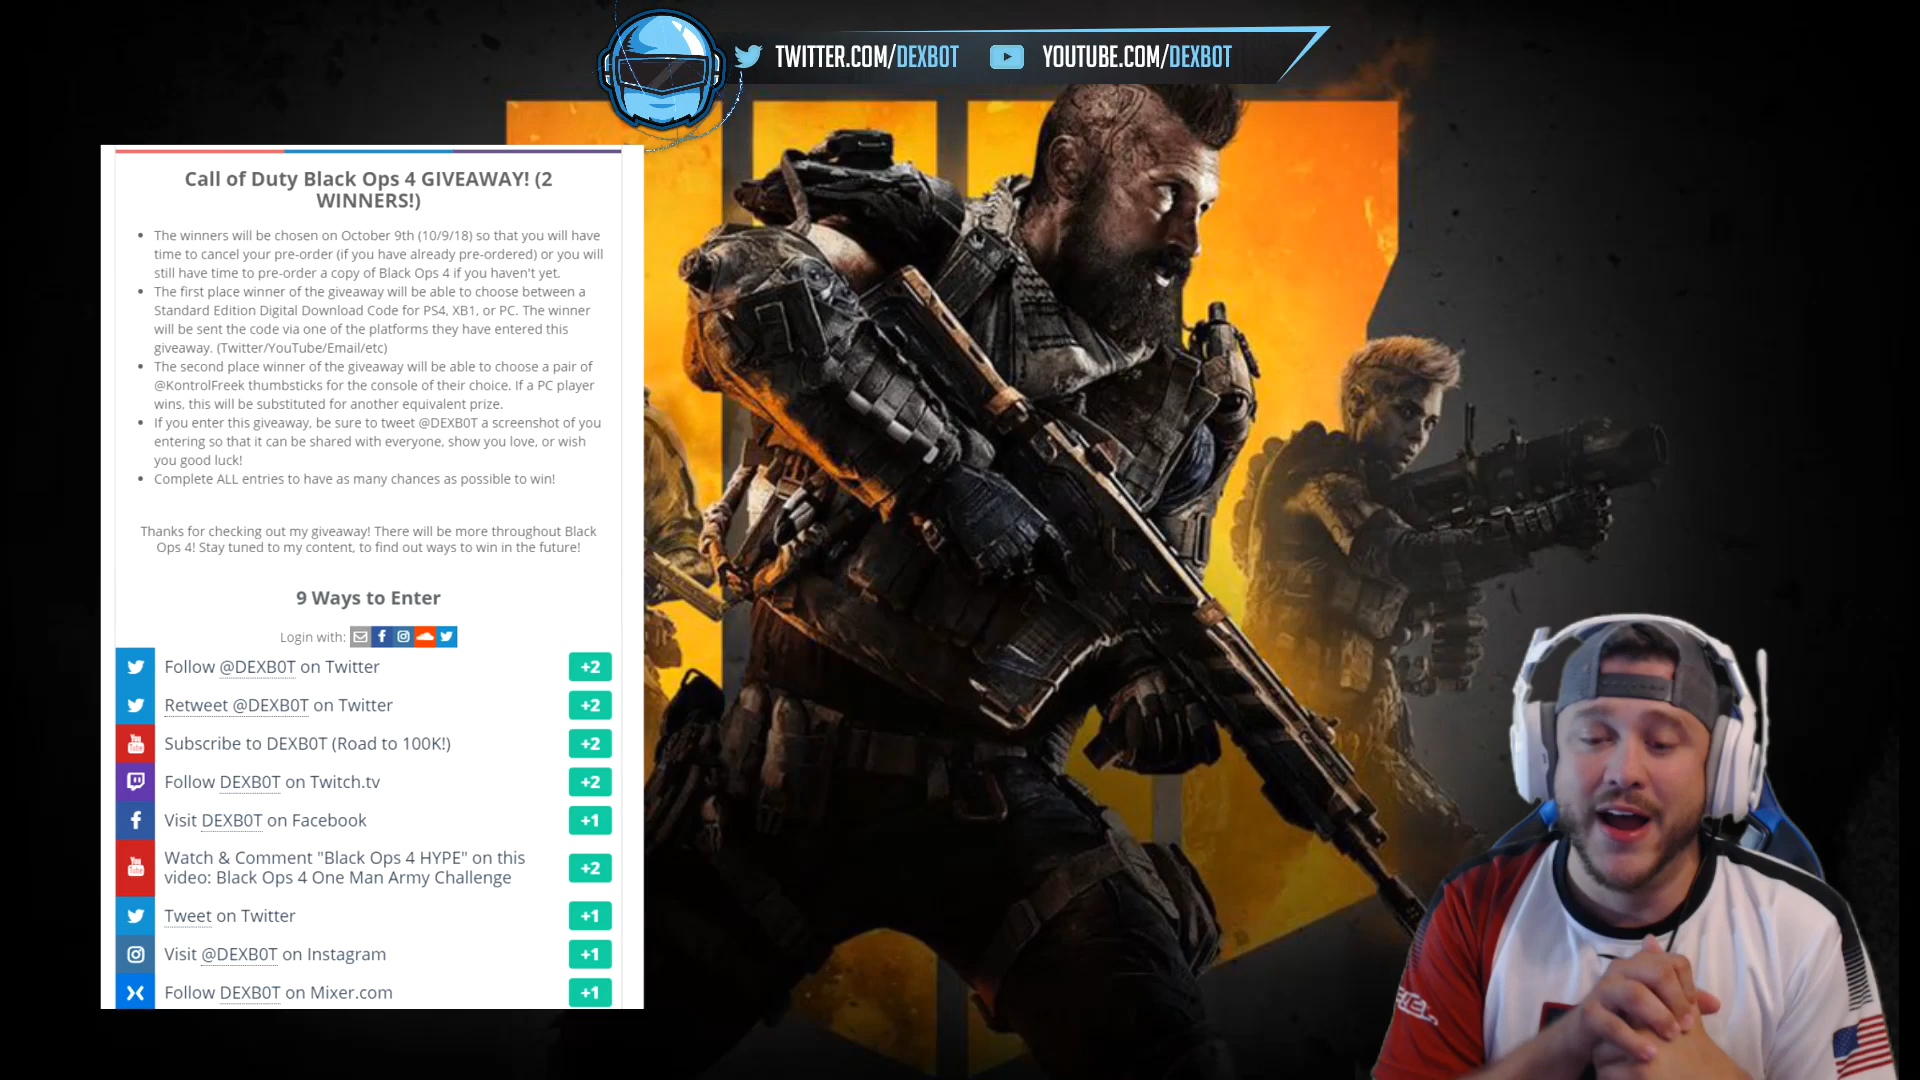 TWITTER.COM/DEXBOT YOUTUBE.COM/DEXBOT
Call of Duty Black Ops 4 GIVEAWAY! (2
WINNERS!)
• The winners will be chosen on October 9th (10/9/18) so that you will have
time to cancel your pre-order (if you have already pre-ordered) or you will
still have time to pre-order a copy of Black Ops 4 if you haven't yet.
• The first place winner of the giveaway will be able to choose between a
Standard Edition Digital Download Code for PS4, XB1, or PC. The winner
will be sent the code via one of the platforms they have entered this
giveaway. (Twitter/YouTube/Email/etc)
• The second place winner of the giveaway will be able to choose a pair of
@KontrolFreek thumbsticks for the console of their choice. If a PC player
wins, this will be substituted for another equivalent prize.
• If you enter this giveaway, be sure to tweet @DEXB0T a screenshot of you
entering so that it can be shared with everyone, show you love, or wish
you good luck!
• Complete ALL entries to have as many chances as possible to win!
Thanks for checking out my giveaway! There will be more throughout Black
Ops 4! Stay tuned to my content, to find out ways to win in the future!
9 Ways to Enter
Login with:
Follow @DEXB0T on Twitter +2
Retweet @DEXB0T on Twitter +2
Subscribe to DEXB0T (Road to 100K!) +2
Follow DEXB0T on Twitch.tv +2
Visit DEXB0T on Facebook +1
Watch & Comment "Black Ops 4 HYPE" on this
video: Black Ops 4 One Man Army Challenge +2
Tweet on Twitter +1
Visit @DEXB0T on Instagram +1
Follow DEXB0T on Mixer.com +1